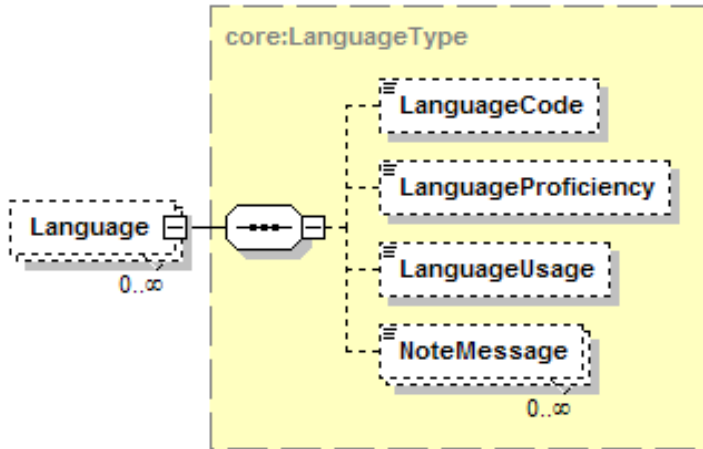 core:LanguageType
LanguageCode
LanguageProficiency
Language
0..∞
LanguageUsage
NoteMessage
0..∞